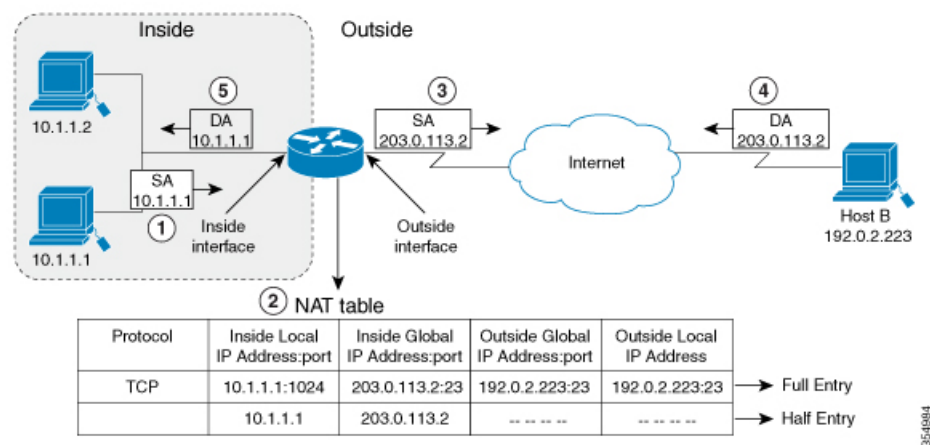 Inside
Outside
10.1.1.2
5
DA
10.1.1.1
3
SA
203.0.113.2
4
DA
203.0.113.2
Internet
SA
10.1.1.1
1
10.1.1.1
Inside
interface
Outside
interface
Host B
192.0.2.223
2 NAT table
Protocol
Inside Local
IP Address:port
Inside Global
IP Address:port
Outside Global
IP Address:port
Outside Local
IP Address
TCP
10.1.1.1:1024
203.0.113.2:23
192.0.2.223:23
192.0.2.223:23
Full Entry
10.1.1.1
203.0.113.2
-- -- -- --
-- -- -- --
Half Entry
354984